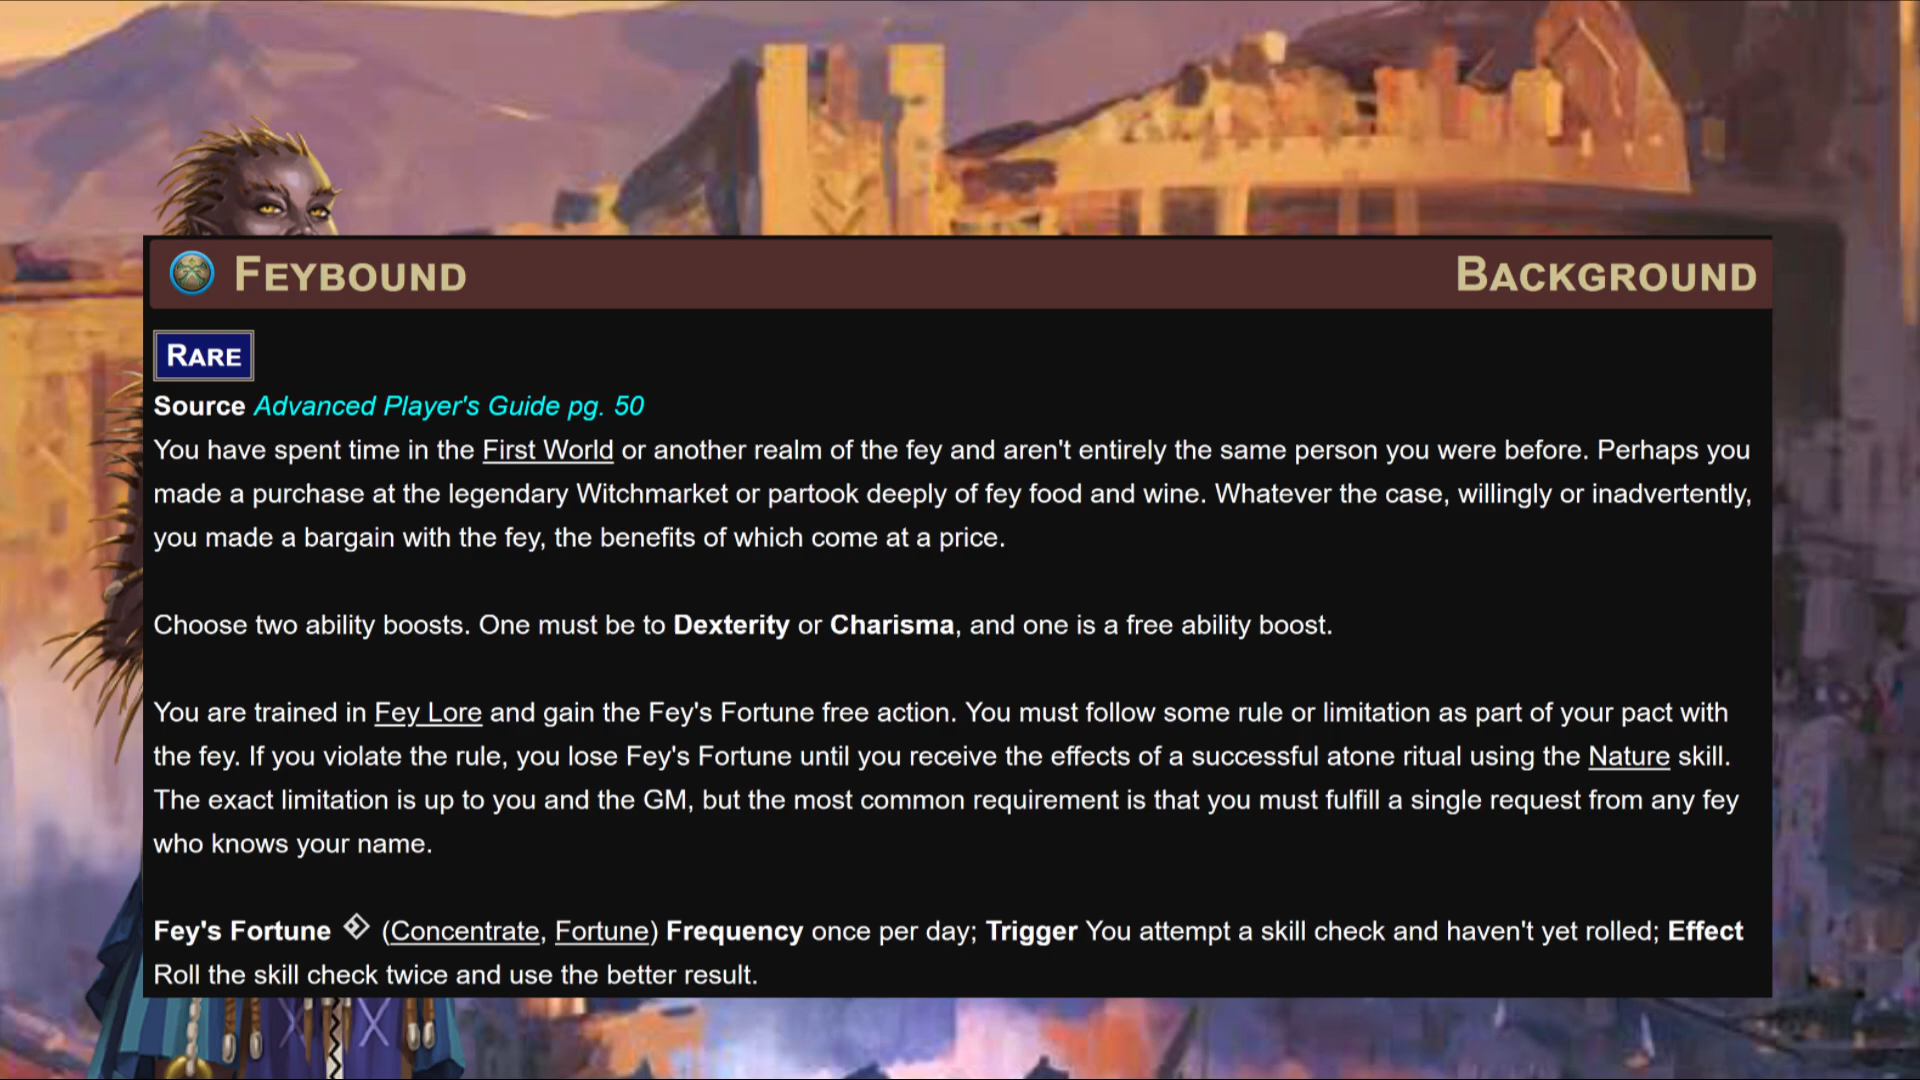 Feybound
Background
Rare
Source Advanced Player's Guide pg. 50
You have spent time in the First World or another realm of the fey and aren't entirely the same person you were before. Perhaps you
made a purchase at the legendary Witchmarket or partook deeply of fey food and wine. Whatever the case, willingly or inadvertently,
you made a bargain with the fey, the benefits of which come at a price.
Choose two ability boosts. One must be to Dexterity or Charisma, and one is a free ability boost.
You are trained in Fey Lore and gain the Fey's Fortune free action. You must follow some rule or limitation as part of your pact with
the fey. If you violate the rule, you lose Fey's Fortune until you receive the effects of a successful atone ritual using the Nature skill.
The exact limitation is up to you and the GM, but the most common requirement is that you must fulfill a single request from any fey
who knows your name.
Fey's Fortune (Concentrate, Fortune) Frequency once per day; Trigger You attempt a skill check and haven't yet rolled; Effect
Roll the skill check twice and use the better result.